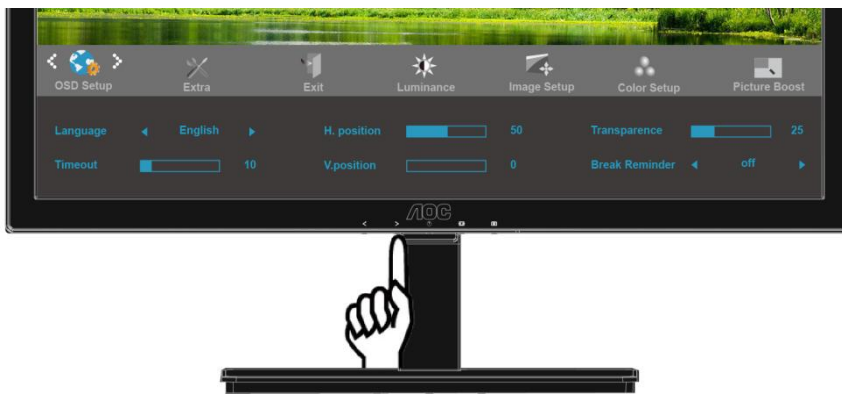 OSD Setup
Extra
Exit
Luminance
Image Setup
Color Setup
Picture Boost
Language English H. position 50 Transparence 25
Timeout 10 V.position 0 Break Reminder off
AOC